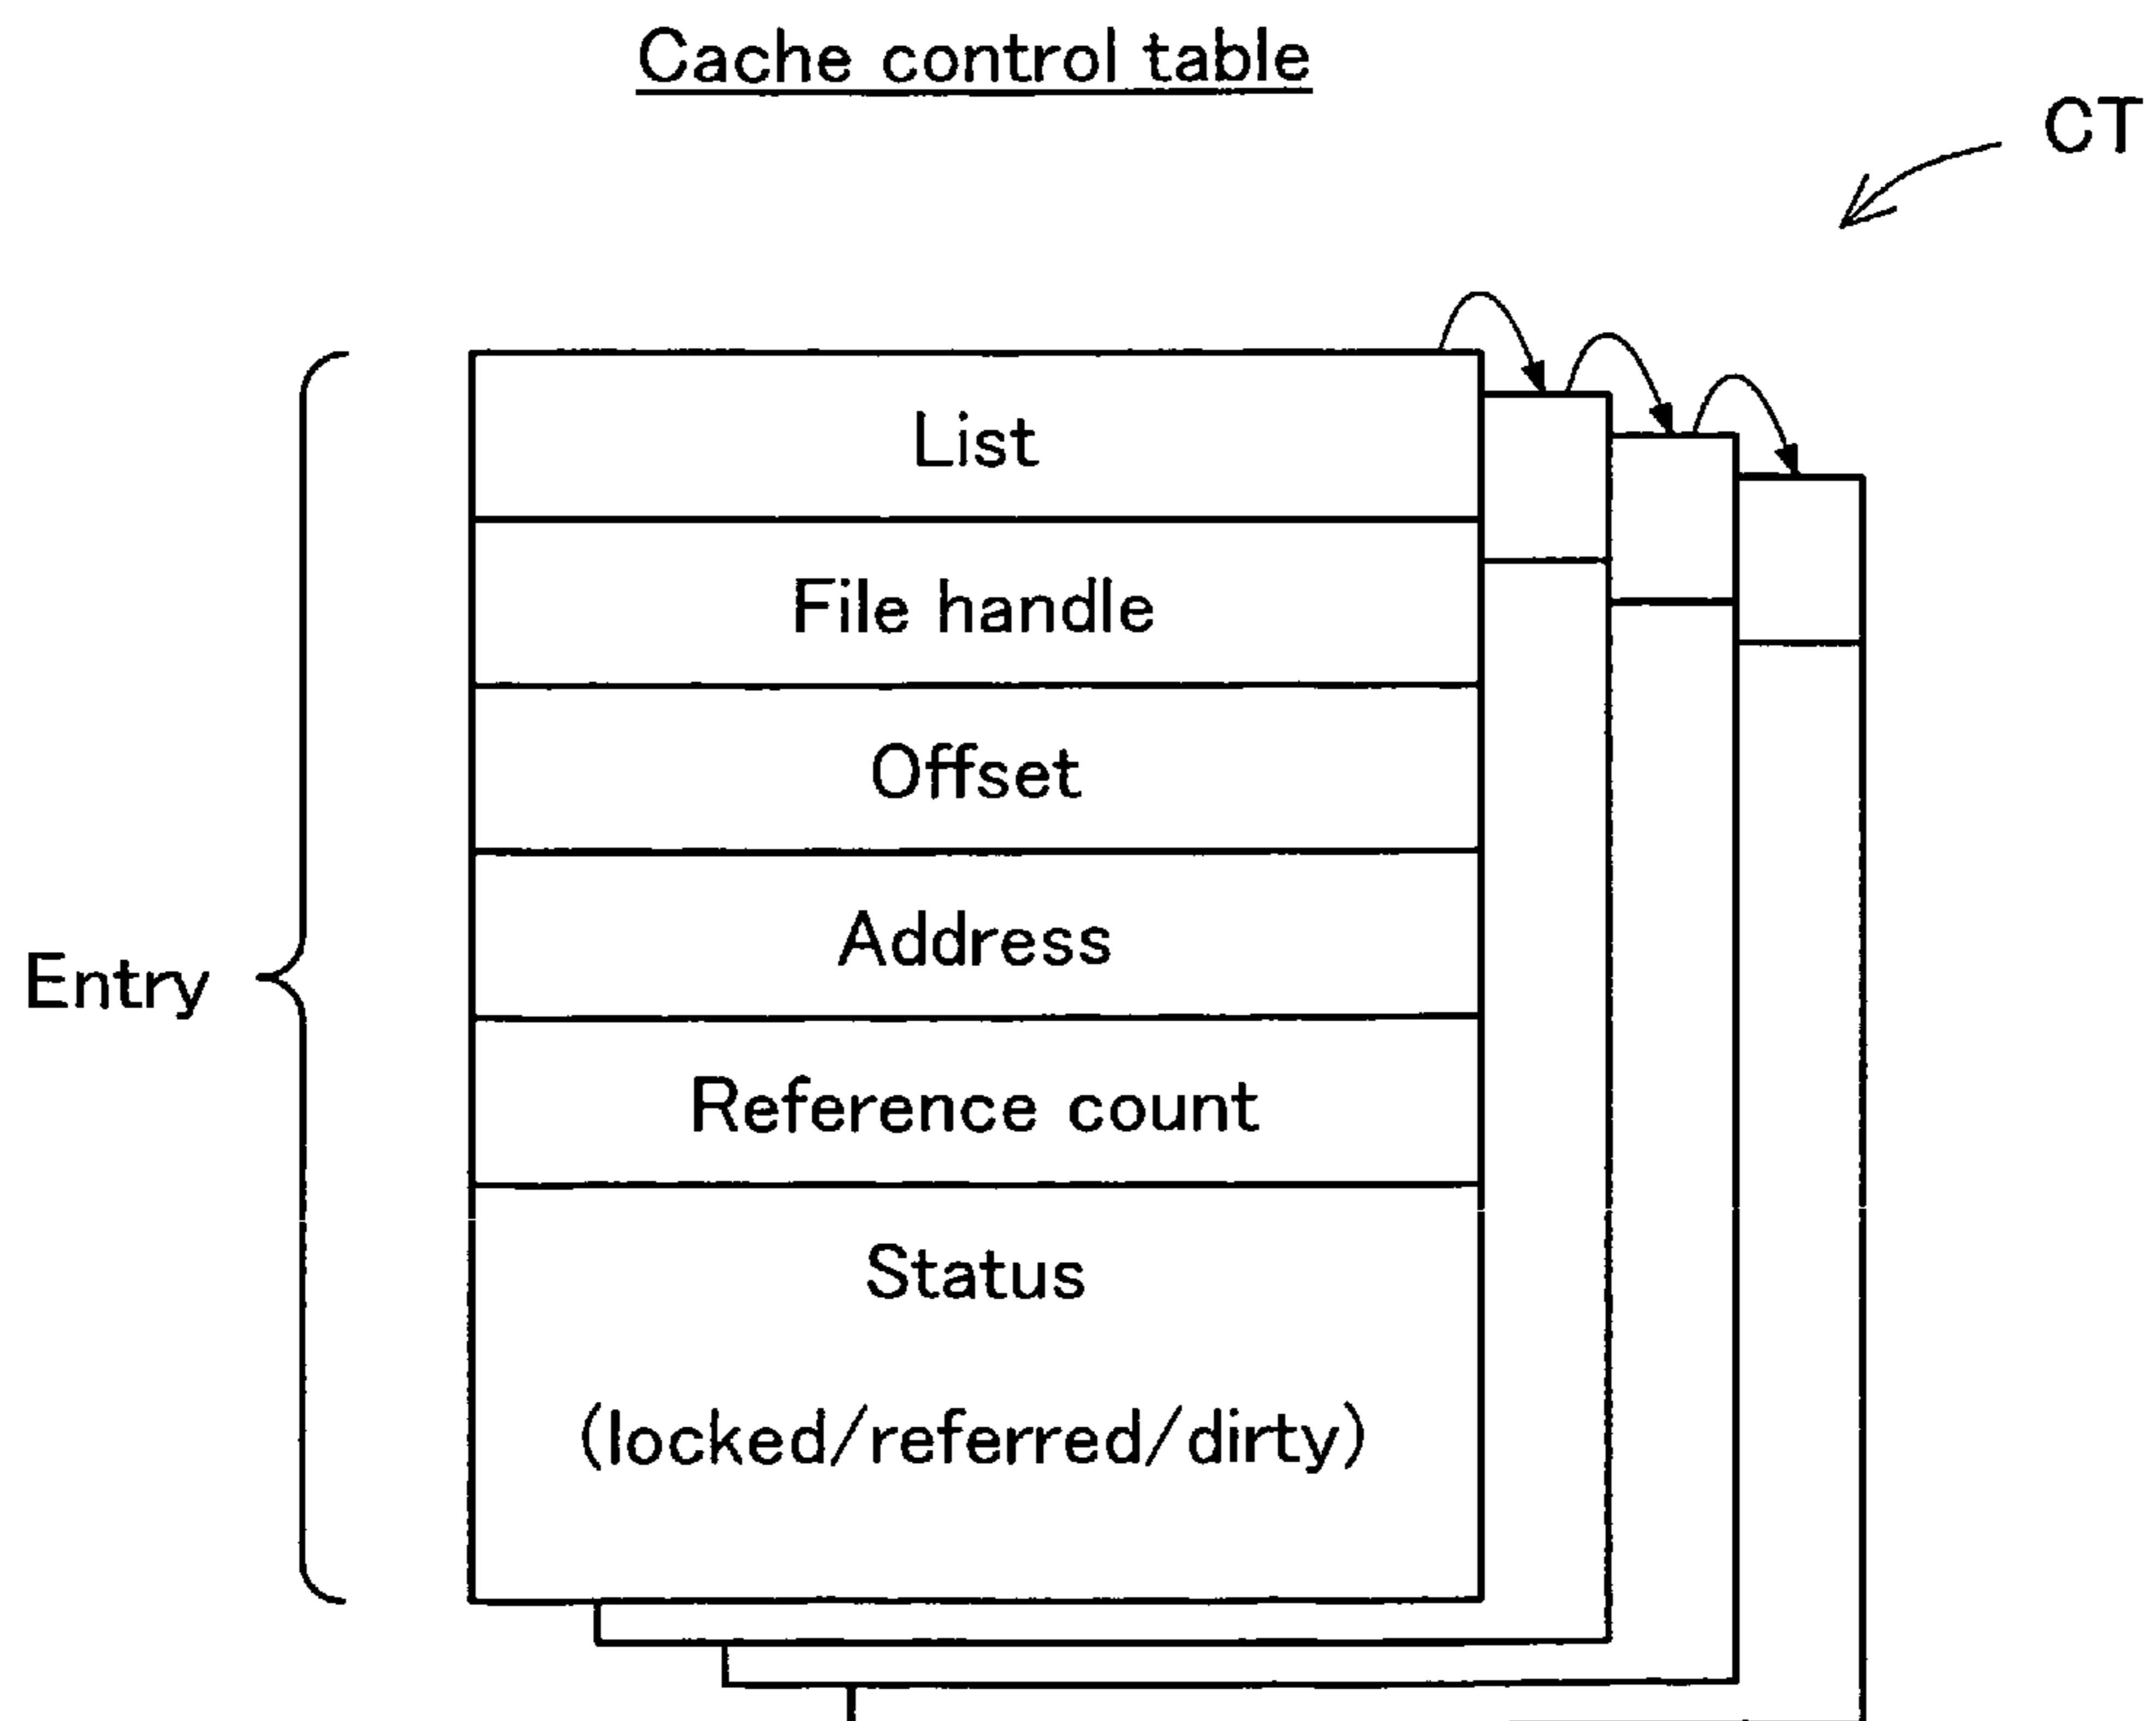 Cache control table
CT
List
File handle
Offset
Address
Entry
Reference count
Status
(locked/referred/dirty)